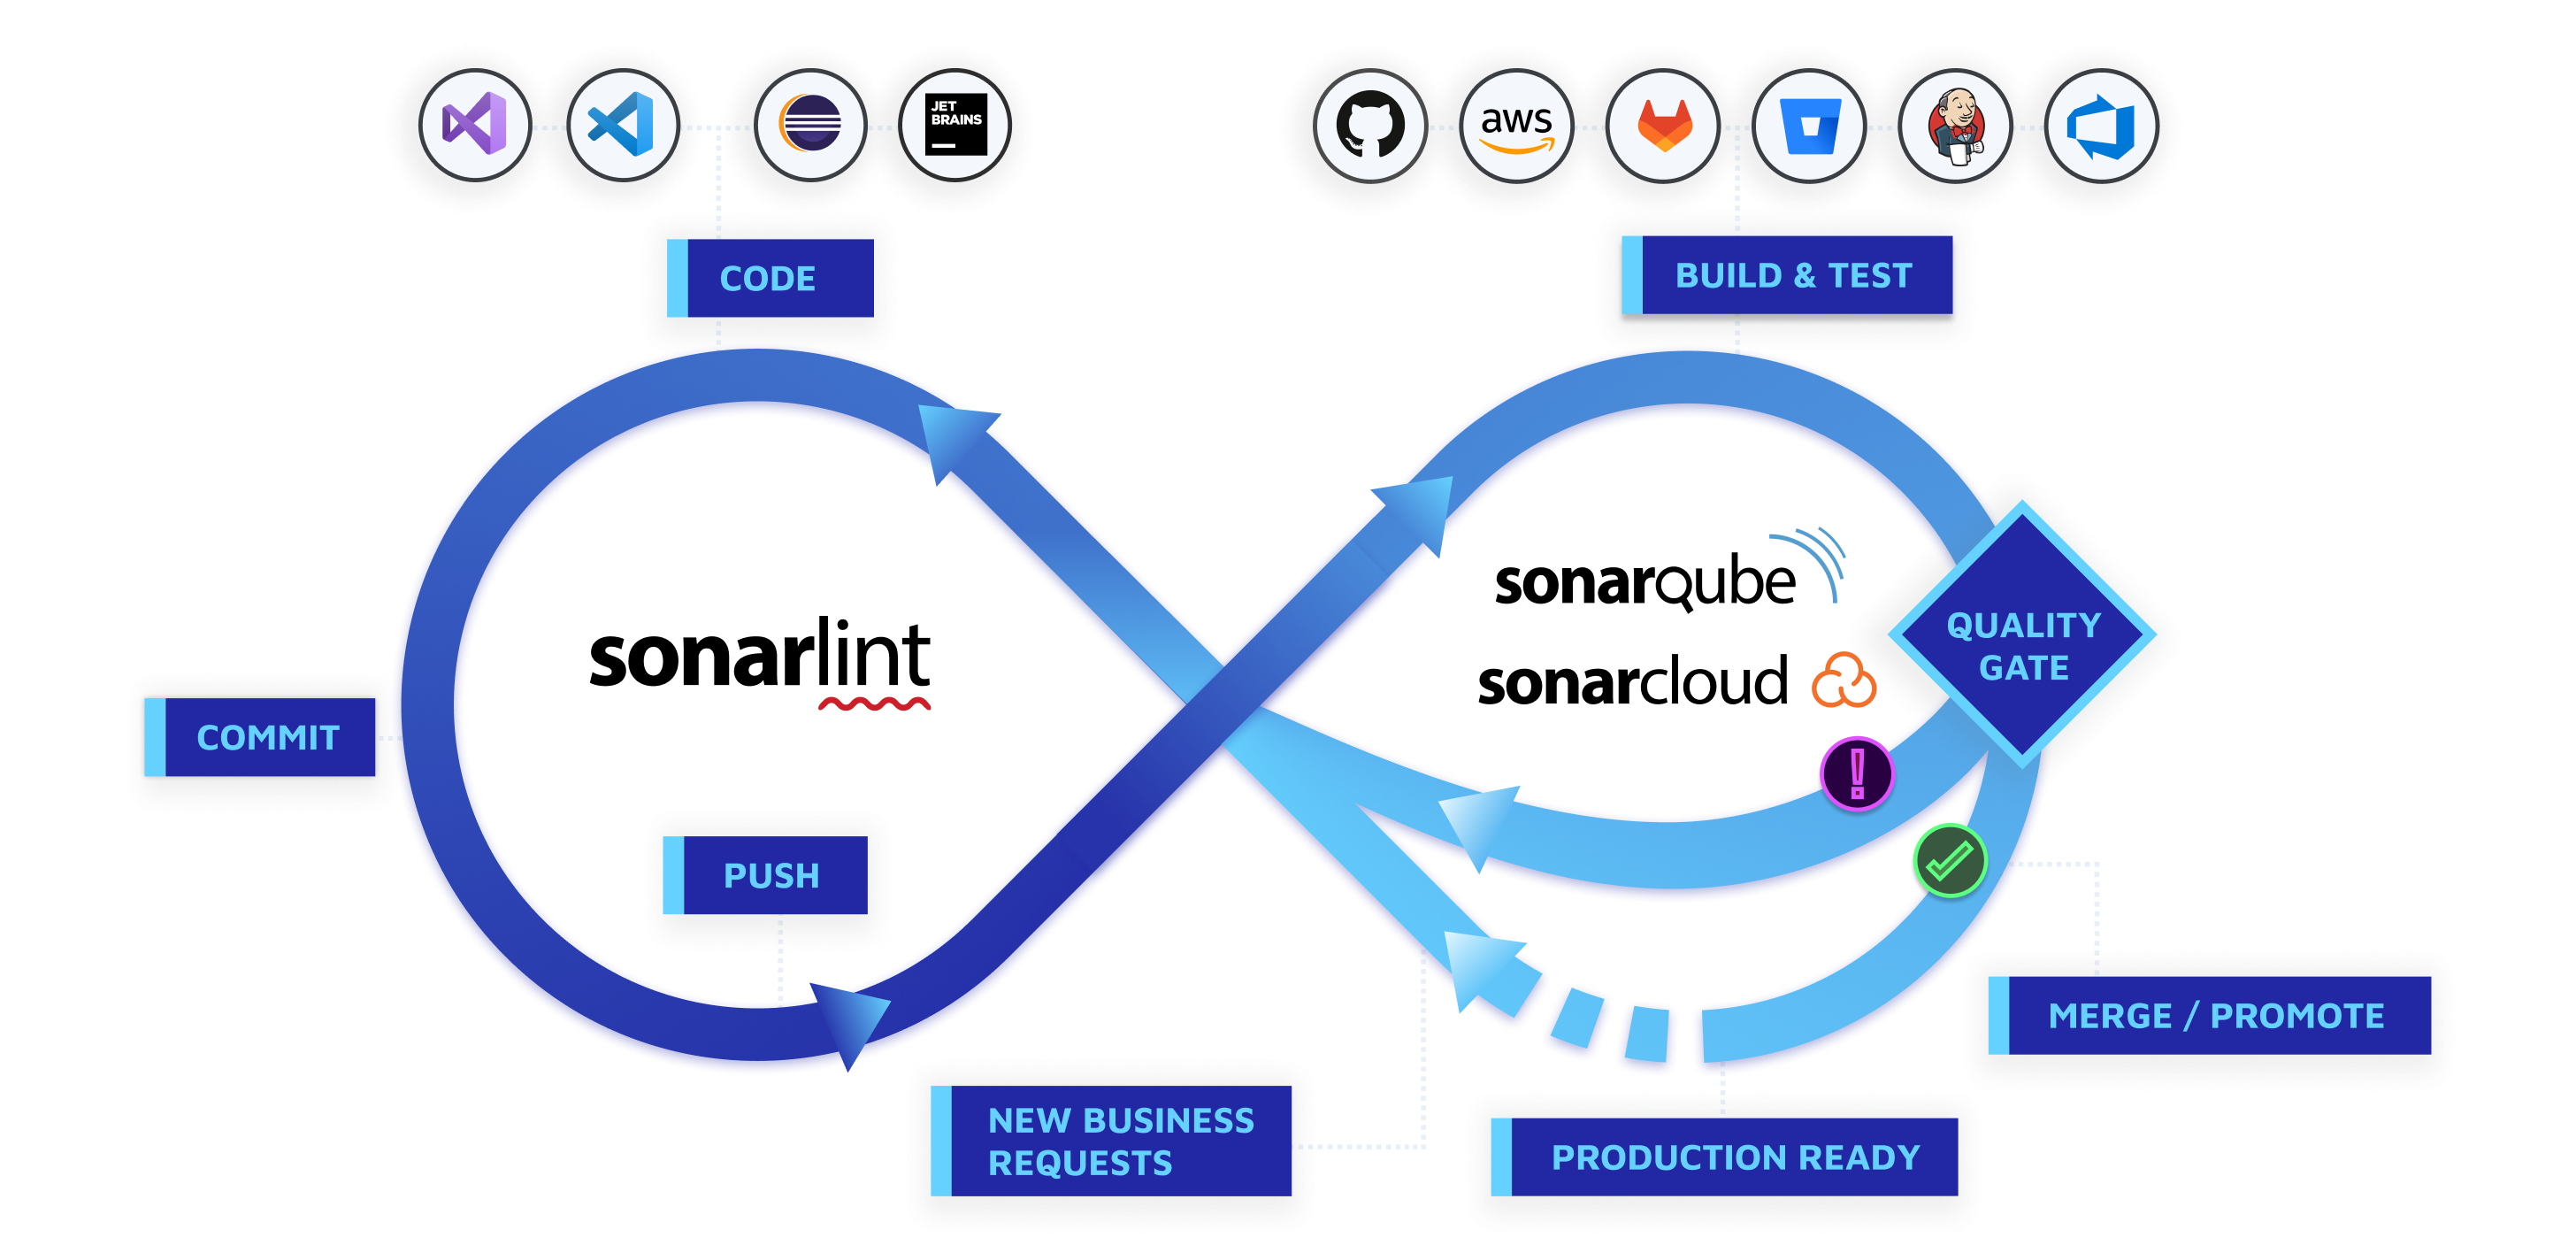 JET
BRAINS
aws
CODE
BUILD & TEST
sonarlint
sonarqube
sonarcloud
QUALITY
GATE
COMMIT
PUSH
MERGE / PROMOTE
NEW BUSINESS
REQUESTS
PRODUCTION READY